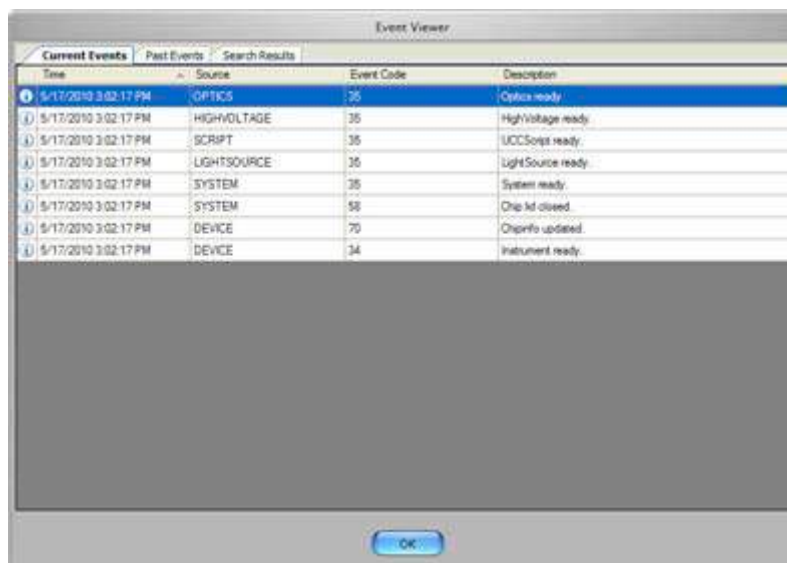 Event Viewer
Current Events Past Events Search Results
Time Source Event Code Description
5/17/2010 3:02:17 PM OPTICS 35 Optics ready
5/17/2010 3:02:17 PM HIGHVOLTAGE 35 HighVoltage ready.
5/17/2010 3:02:17 PM SCRIPT 35 UCCScript ready.
5/17/2010 3:02:17 PM LIGHTSOURCE 35 LightSource ready.
5/17/2010 3:02:17 PM SYSTEM 35 System ready.
5/17/2010 3:02:17 PM SYSTEM 58 Chip lid closed.
5/17/2010 3:02:17 PM DEVICE 70 Chipinfo updated.
5/17/2010 3:02:17 PM DEVICE 34 Instrument ready.
OK